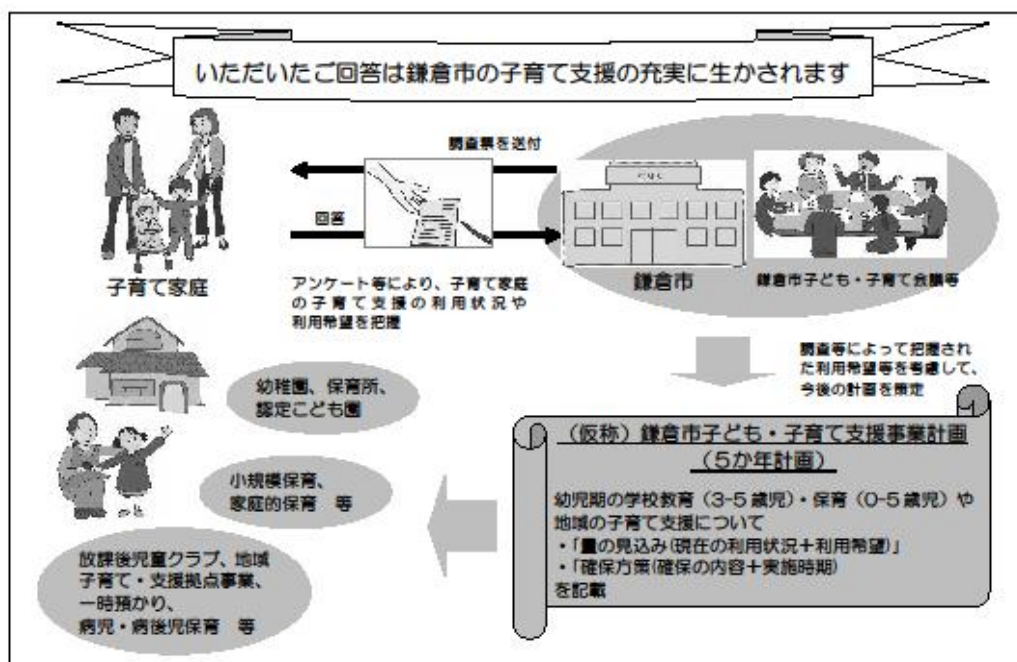 いただいたご回答は鎌倉市の子育て支援の充実に生かされます
調査票を送付
回答
子育て家庭
アンケート等により、子育て家庭
の子育て支援の利用状況や
利用希望を把握
鎌倉市
鎌倉市子ども・子育て会議等
調査等によって把握され
た利用希望等を考慮して、
今後の計画を策定
（仮称）鎌倉市子ども・子育て支援事業計画
（５か年計画）
幼児期の学校教育（3-5歳児）・保育（0-5歳児）や
地域の子育て支援について
・「量の見込み(現在の利用状況＋利用希望)」
・「確保方策(確保の内容＋実施時期)
を記載
幼稚園、保育所、
認定こども園
小規模保育、
家庭的保育　等
放課後児童クラブ、地域
子育て・支援拠点事業、
一時預かり、
病児・病後児保育　等